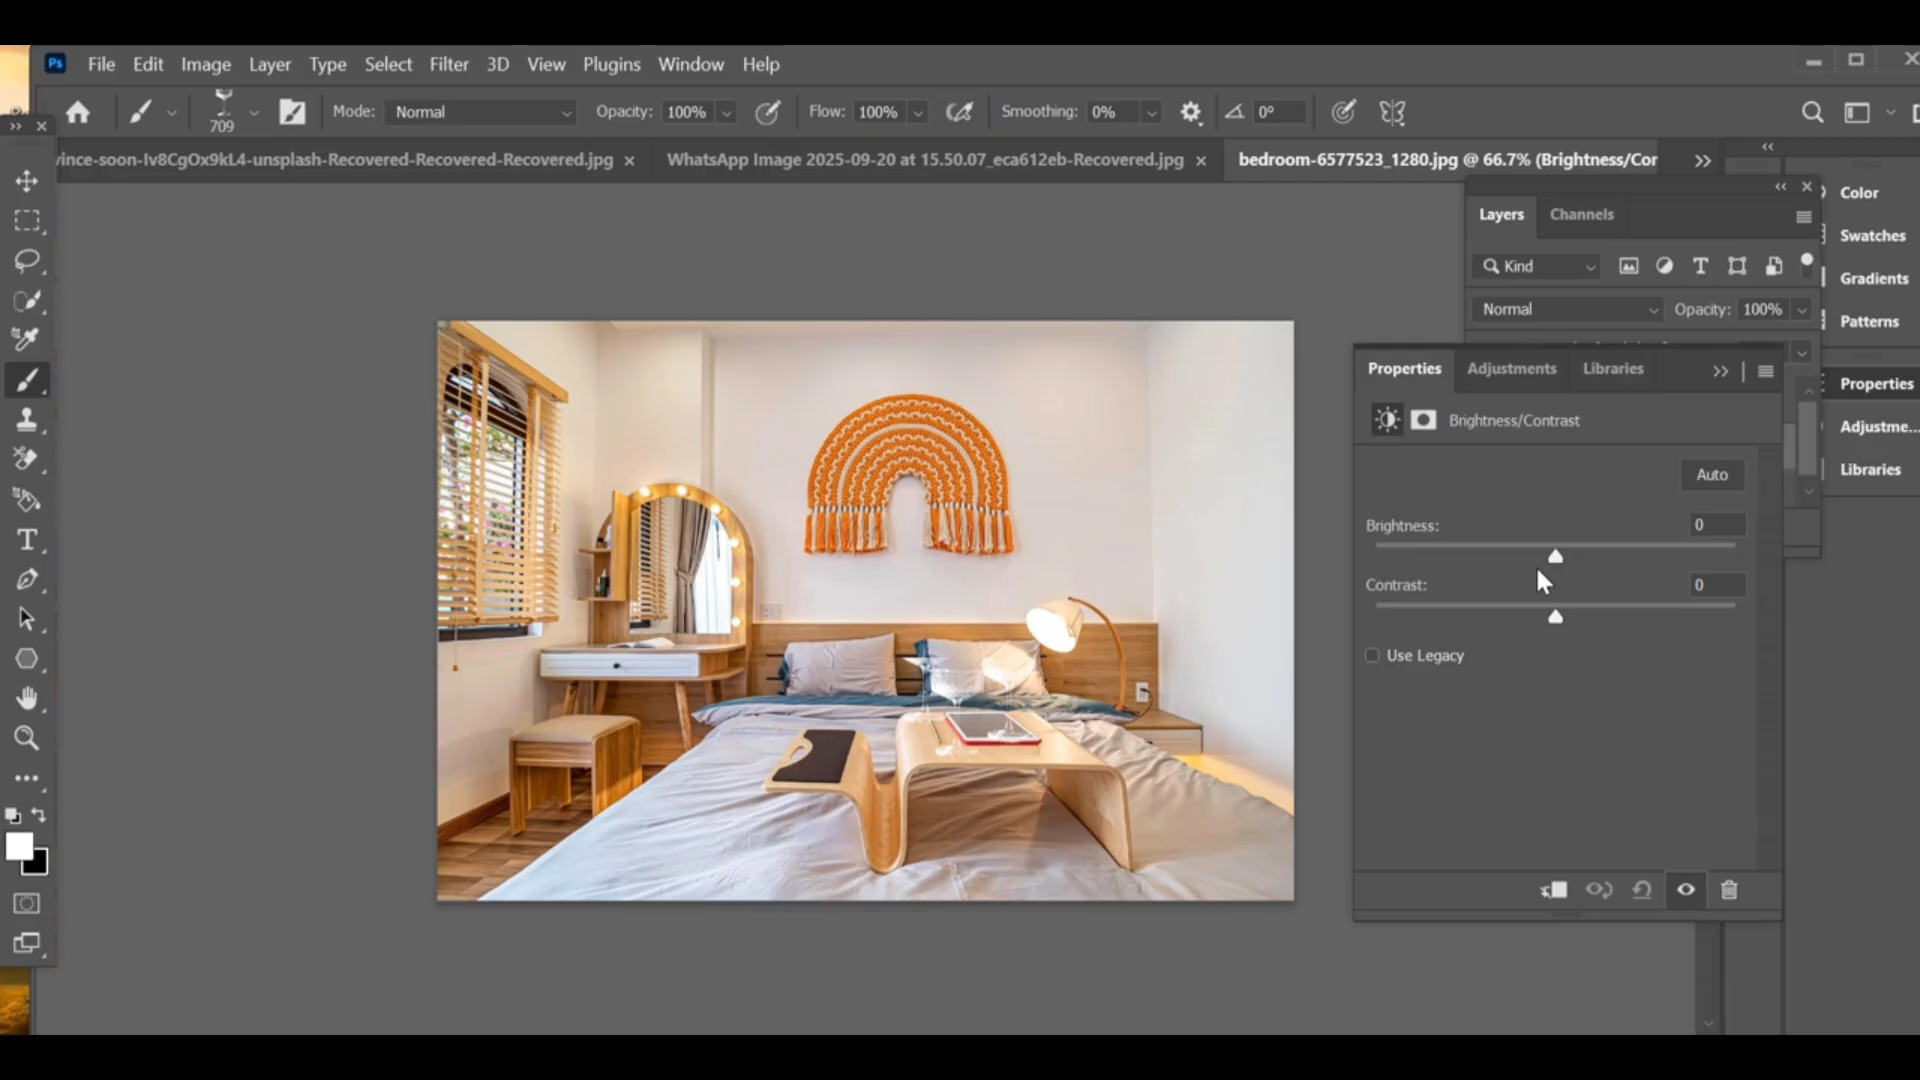 Ps File Edit Image Layer Type Select Filter 3D View Plugins Window Help
709 Mode: Normal Opacity: 100% Flow: 100% Smoothing: 0% 0°
vince-soon-Iv8CgOx9kL4-unsplash-Recovered-Recovered-Recovered.jpg × WhatsApp Image 2025-09-20 at 15.50.07_eca612eb-Recovered.jpg × bedroom-6577523_1280.jpg @ 66.7% (Brightness/Cor
Layers Channels
Kind
Normal Opacity: 100%
Color
Swatches
Gradients
Patterns
Properties
Adjustme...
Libraries
Properties Adjustments Libraries
Brightness/Contrast
Auto
Brightness: 0
Contrast: 0
Use Legacy